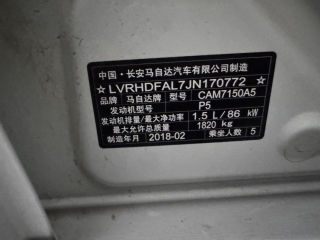 中国·长安马自达汽车有限公司制造
★LVRHDFAL7JN170772★
品牌 马自达牌 型号 CAM7150A5
发动机型号 P5
发动机排量/最大净功率 1.5 L/86 kW
最大允许总质量 1820 kg
制造年月 2018-02 乘坐人数 5